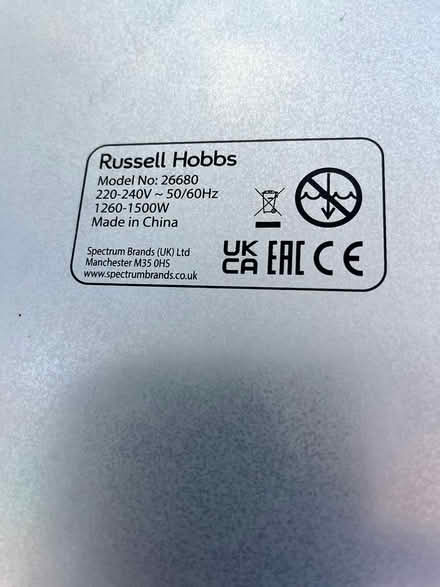 Russell Hobbs
Model No: 26680
220-240V ~ 50/60Hz
1260-1500W
Made in China
Spectrum Brands (UK) Ltd
Manchester M35 0HS
www.spectrumbrands.co.uk
UK
CA EAC CE